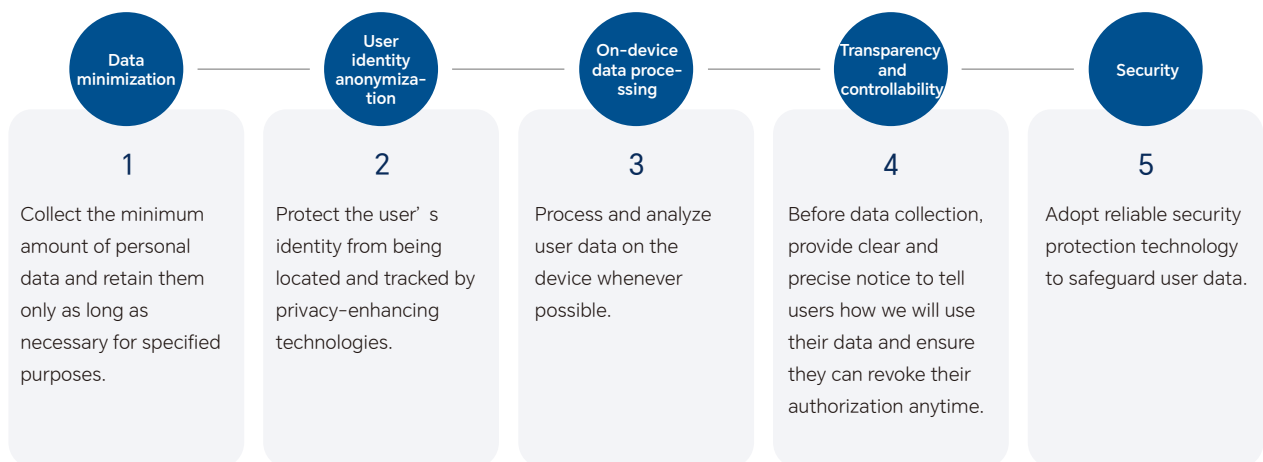 Data
minimization
1
Collect the minimum
amount of personal
data and retain them
only as long as
necessary for specified
purposes.
User
identity
anonymiza-
tion
2
Protect the user’ s
identity from being
located and tracked by
privacy-enhancing
technologies.
On-device
data proce-
ssing
3
Process and analyze
user data on the
device whenever
possible.
Transparency
and
controllability
4
Before data collection,
provide clear and
precise notice to tell
users how we will use
their data and ensure
they can revoke their
authorization anytime.
Security
5
Adopt reliable security
protection technology
to safeguard user data.